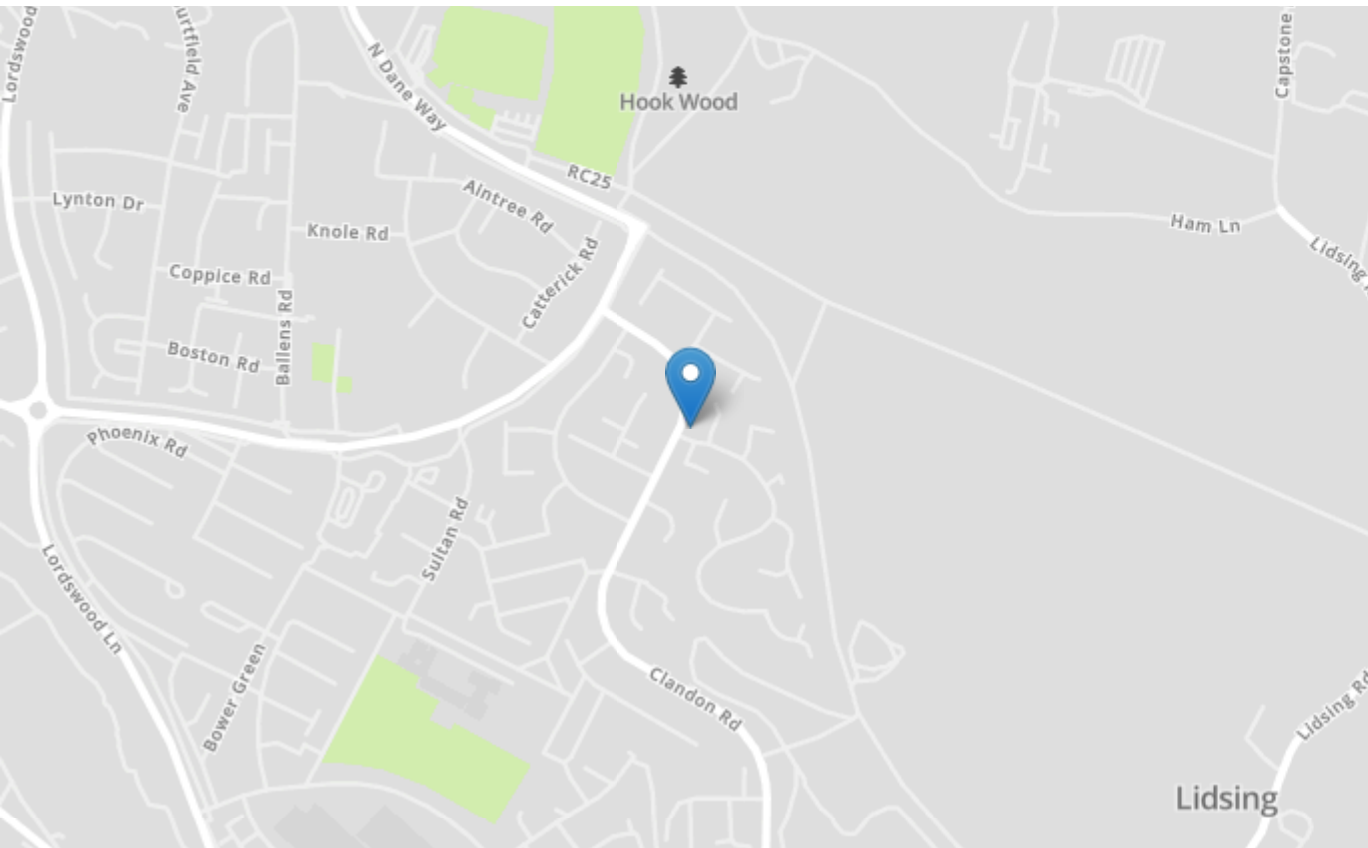 Lordswood
urtfield Ave
N Dane Way
Hook Wood
Capstone
RC25
Lynton Dr
Aintree Rd
Knole Rd
Ham Ln
Lidsing
Coppice Rd
Catterick Rd
Ballens Rd
Boston Rd
Phoenix Rd
Sultan Rd
Lordswood Ln
Bower Green
Clandon Rd
Lidsing Rd
Lidsing